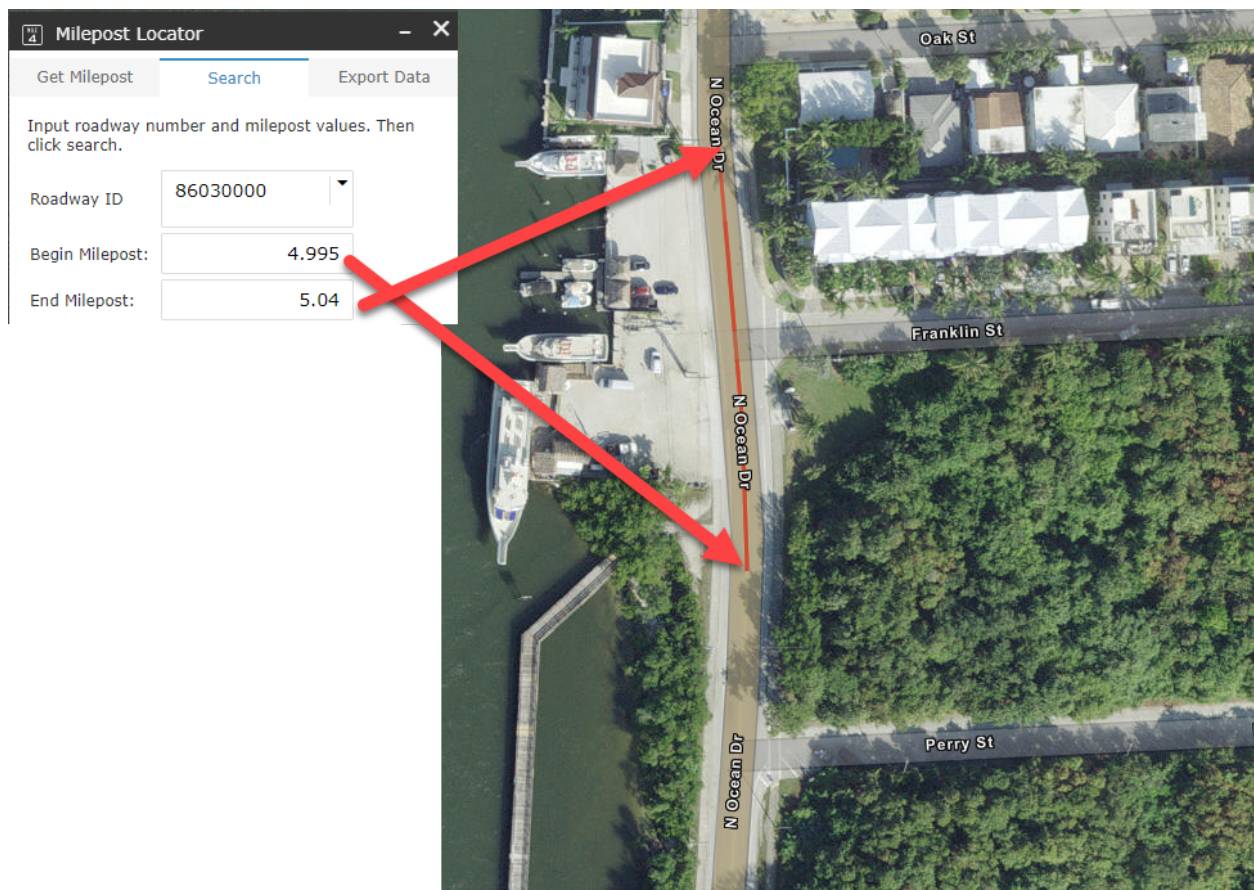 Milepost Locator
Get Milepost
Search
Export Data
Input roadway number and milepost values. Then
click search.
Roadway ID
86030000
Begin Milepost:
4.995
End Milepost:
5.04
Oak St
N Ocean Dr
Franklin St
N Ocean Dr
Perry St
N Ocean Dr